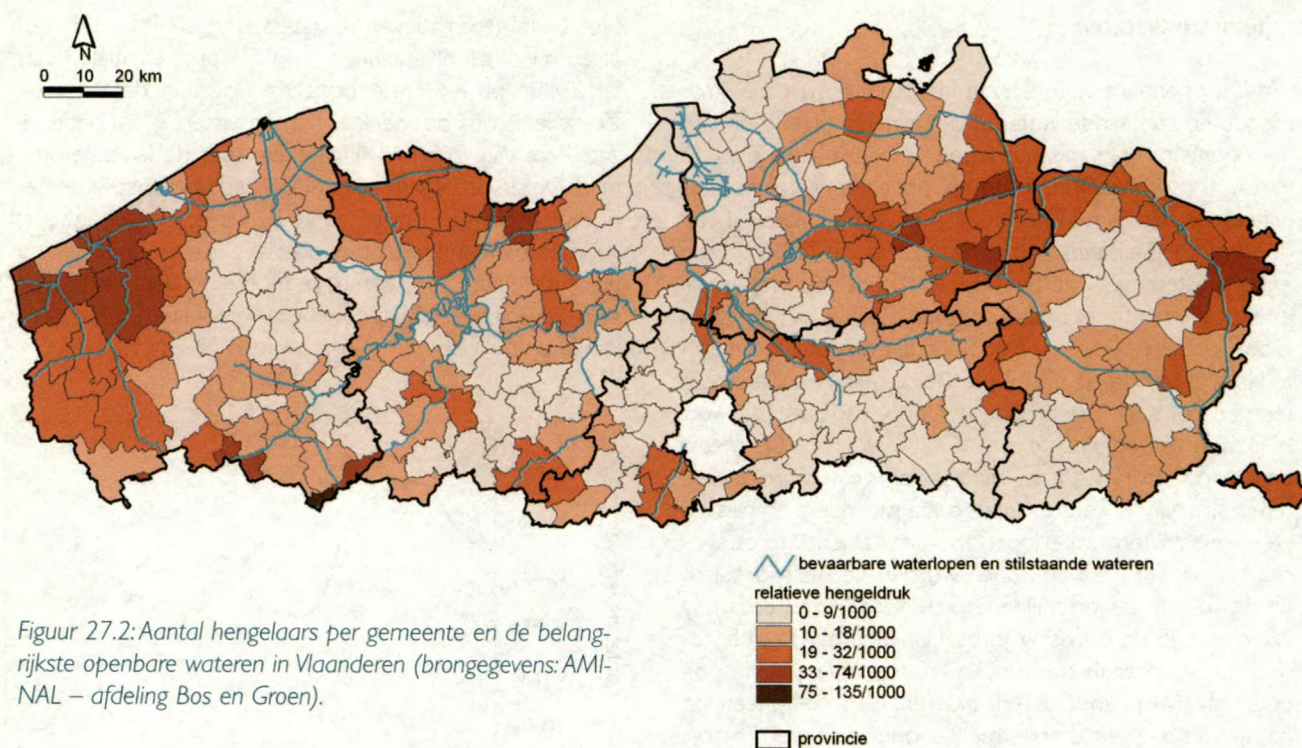 N
0 10 20 km
bevaarbare waterlopen en stilstaande wateren
relatieve hengeldruk
0 - 9/1000
10 - 18/1000
19 - 32/1000
33 - 74/1000
75 - 135/1000
provincie
Figuur 27.2: Aantal hengelaars per gemeente en de belang-
rijkste openbare wateren in Vlaanderen (brongegevens: AMI-
NAL – afdeling Bos en Groen).